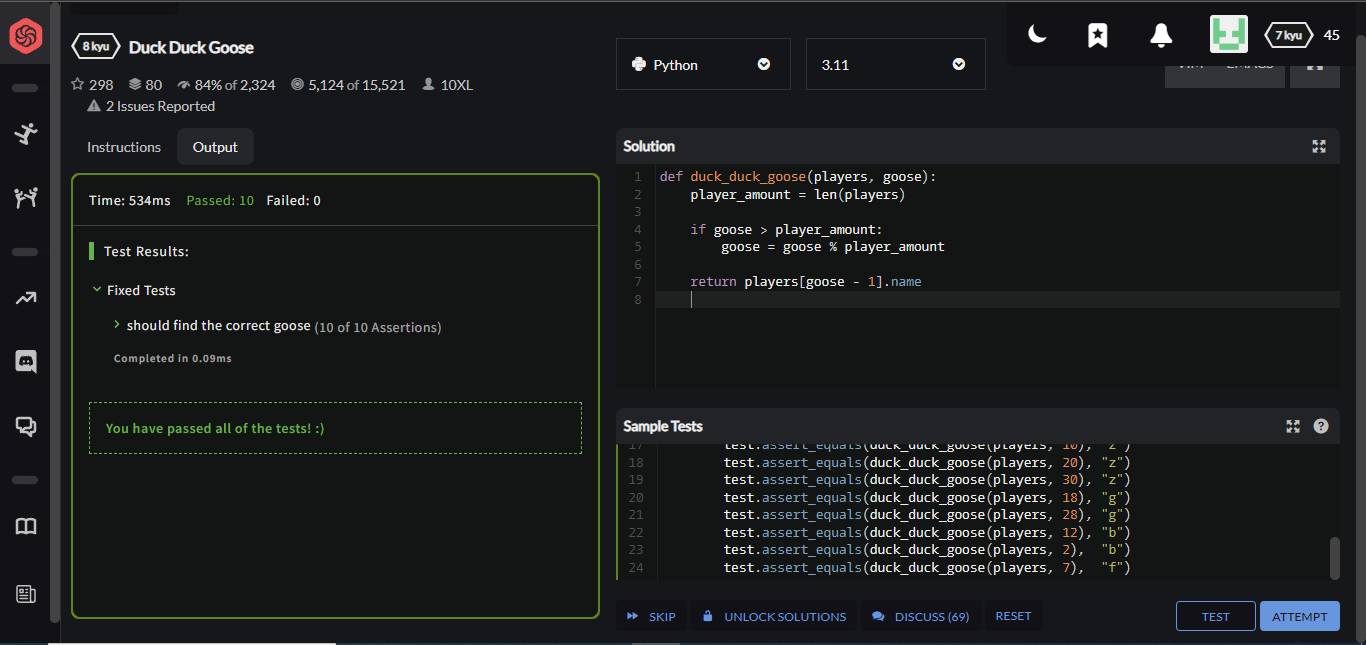 8 kyu Duck Duck Goose
298 80 84% of 2,324 5,124 of 15,521 10XL
2 Issues Reported
Instructions Output
Time: 534ms Passed: 10 Failed: 0
Test Results:
Fixed Tests
should find the correct goose (10 of 10 Assertions)
Completed in 0.09ms
You have passed all of the tests! :)
Python 3.11
7 kyu 45
VIM EMACS
Solution
1 def duck_duck_goose(players, goose):
2 player_amount = len(players)
3
4 if goose > player_amount:
5 goose = goose % player_amount
6
7 return players[goose - 1].name
8
Sample Tests
17 test.assert_equals(duck_duck_goose(players, 10), "z")
18 test.assert_equals(duck_duck_goose(players, 20), "z")
19 test.assert_equals(duck_duck_goose(players, 30), "z")
20 test.assert_equals(duck_duck_goose(players, 18), "g")
21 test.assert_equals(duck_duck_goose(players, 28), "g")
22 test.assert_equals(duck_duck_goose(players, 12), "b")
23 test.assert_equals(duck_duck_goose(players, 2), "b")
24 test.assert_equals(duck_duck_goose(players, 7), "f")
SKIP UNLOCK SOLUTIONS DISCUSS (69) RESET TEST ATTEMPT